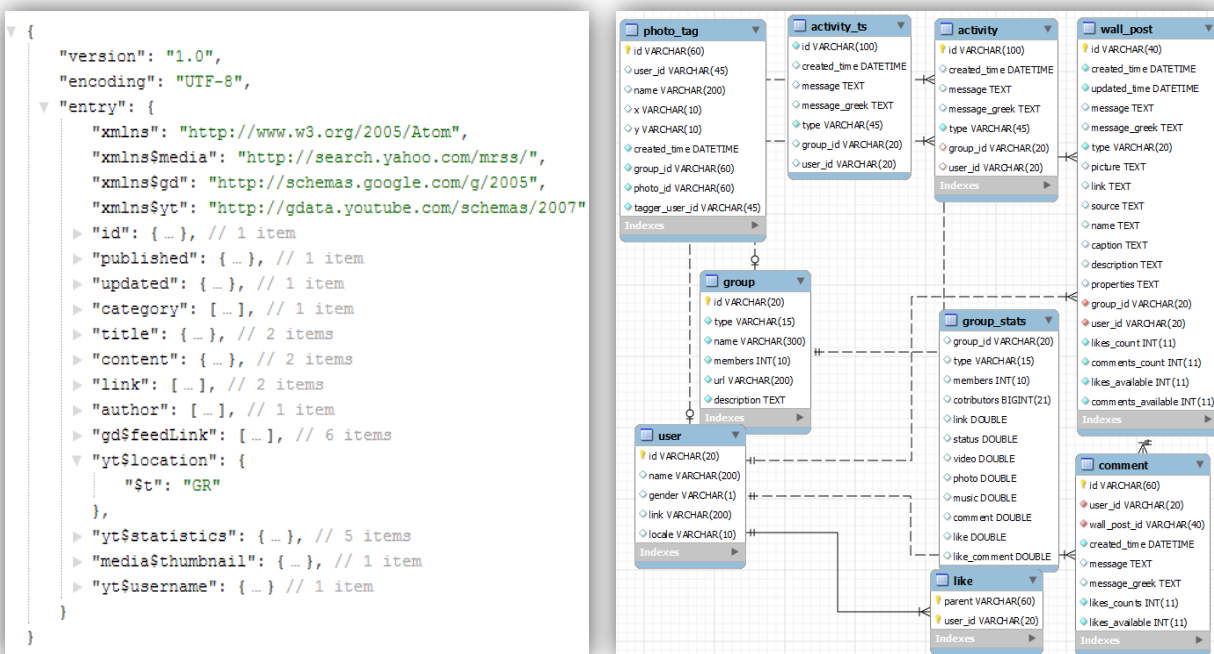 {
"version": "1.0",
"encoding": "UTF-8",
"entry": {
"xmlns": "http://www.w3.org/2005/Atom",
"xmlns$media": "http://search.yahoo.com/mrss/",
"xmlns$gd": "http://schemas.google.com/g/2005",
"xmlns$yt": "http://gdata.youtube.com/schemas/2007"
"id": { … }, // 1 item
"published": { … }, // 1 item
"updated": { … }, // 1 item
"category": [ … ], // 1 item
"title": { … }, // 2 items
"content": { … }, // 2 items
"link": [ … ], // 2 items
"author": [ … ], // 1 item
"gd$feedLink": [ … ], // 6 items
"yt$location": {
"$t": "GR"
},
"yt$statistics": { … }, // 5 items
"media$thumbnail": { … }, // 1 item
"yt$username": { … } // 1 item
}
}
photo_tag
id VARCHAR(60)
user_id VARCHAR(45)
name VARCHAR(200)
x VARCHAR(10)
y VARCHAR(10)
created_time DATETIME
group_id VARCHAR(60)
photo_id VARCHAR(60)
tagger_user_id VARCHAR(45)
Indexes
activity_ts
id VARCHAR(100)
created_time DATETIME
message TEXT
message_greek TEXT
type VARCHAR(45)
group_id VARCHAR(20)
user_id VARCHAR(20)
activity
id VARCHAR(100)
created_time DATETIME
message TEXT
message_greek TEXT
type VARCHAR(45)
group_id VARCHAR(20)
user_id VARCHAR(20)
Indexes
wall_post
id VARCHAR(40)
created_time DATETIME
updated_time DATETIME
message TEXT
message_greek TEXT
type VARCHAR(20)
picture TEXT
link TEXT
source TEXT
name TEXT
caption TEXT
description TEXT
properties TEXT
group_id VARCHAR(20)
user_id VARCHAR(20)
likes_count INT(11)
comments_count INT(11)
likes_available INT(11)
comments_available INT(11)
Indexes
group
id VARCHAR(20)
type VARCHAR(15)
name VARCHAR(300)
members INT(10)
url VARCHAR(200)
description TEXT
Indexes
group_stats
group_id VARCHAR(20)
type VARCHAR(15)
members INT(10)
cotributors BIGINT(21)
link DOUBLE
status DOUBLE
video DOUBLE
photo DOUBLE
music DOUBLE
comment DOUBLE
like DOUBLE
like_comment DOUBLE
user
id VARCHAR(20)
name VARCHAR(200)
gender VARCHAR(1)
link VARCHAR(200)
locale VARCHAR(10)
Indexes
comment
id VARCHAR(60)
user_id VARCHAR(20)
wall_post_id VARCHAR(40)
created_time DATETIME
message TEXT
message_greek TEXT
likes_counts INT(11)
likes_available INT(11)
Indexes
like
parent VARCHAR(60)
user_id VARCHAR(20)
Indexes